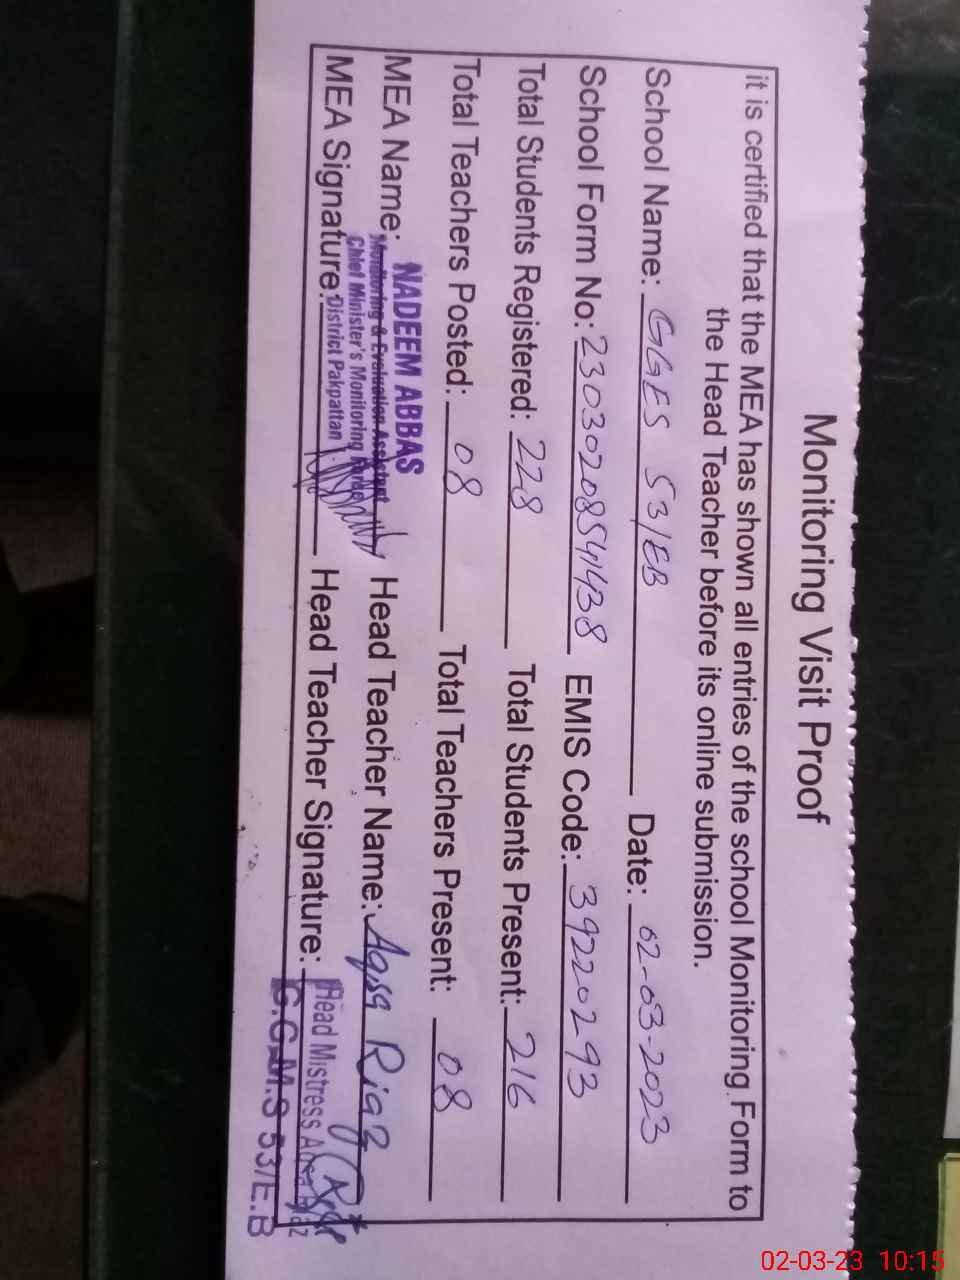 Monitoring Visit Proof
it is certified that the MEA has shown all entries of the school Monitoring Form to
the Head Teacher before its online submission.
School Name: GGES 53/EB Date: 02-03-2023
School Form No: 2303020854438 EMIS Code: 39220293
Total Students Registered: 228 Total Students Present: 216
Total Teachers Posted: 08 Total Teachers Present: 08
MEA Name: NADEEM ABBAS Head Teacher Name: Aqsa Riaz
Monitoring & Evaluation Assistant
Chief Minister's Monitoring
MEA Signature: District Pakpattan Head Teacher Signature: Head Mistress
53/E.B
02-03-23 10:15